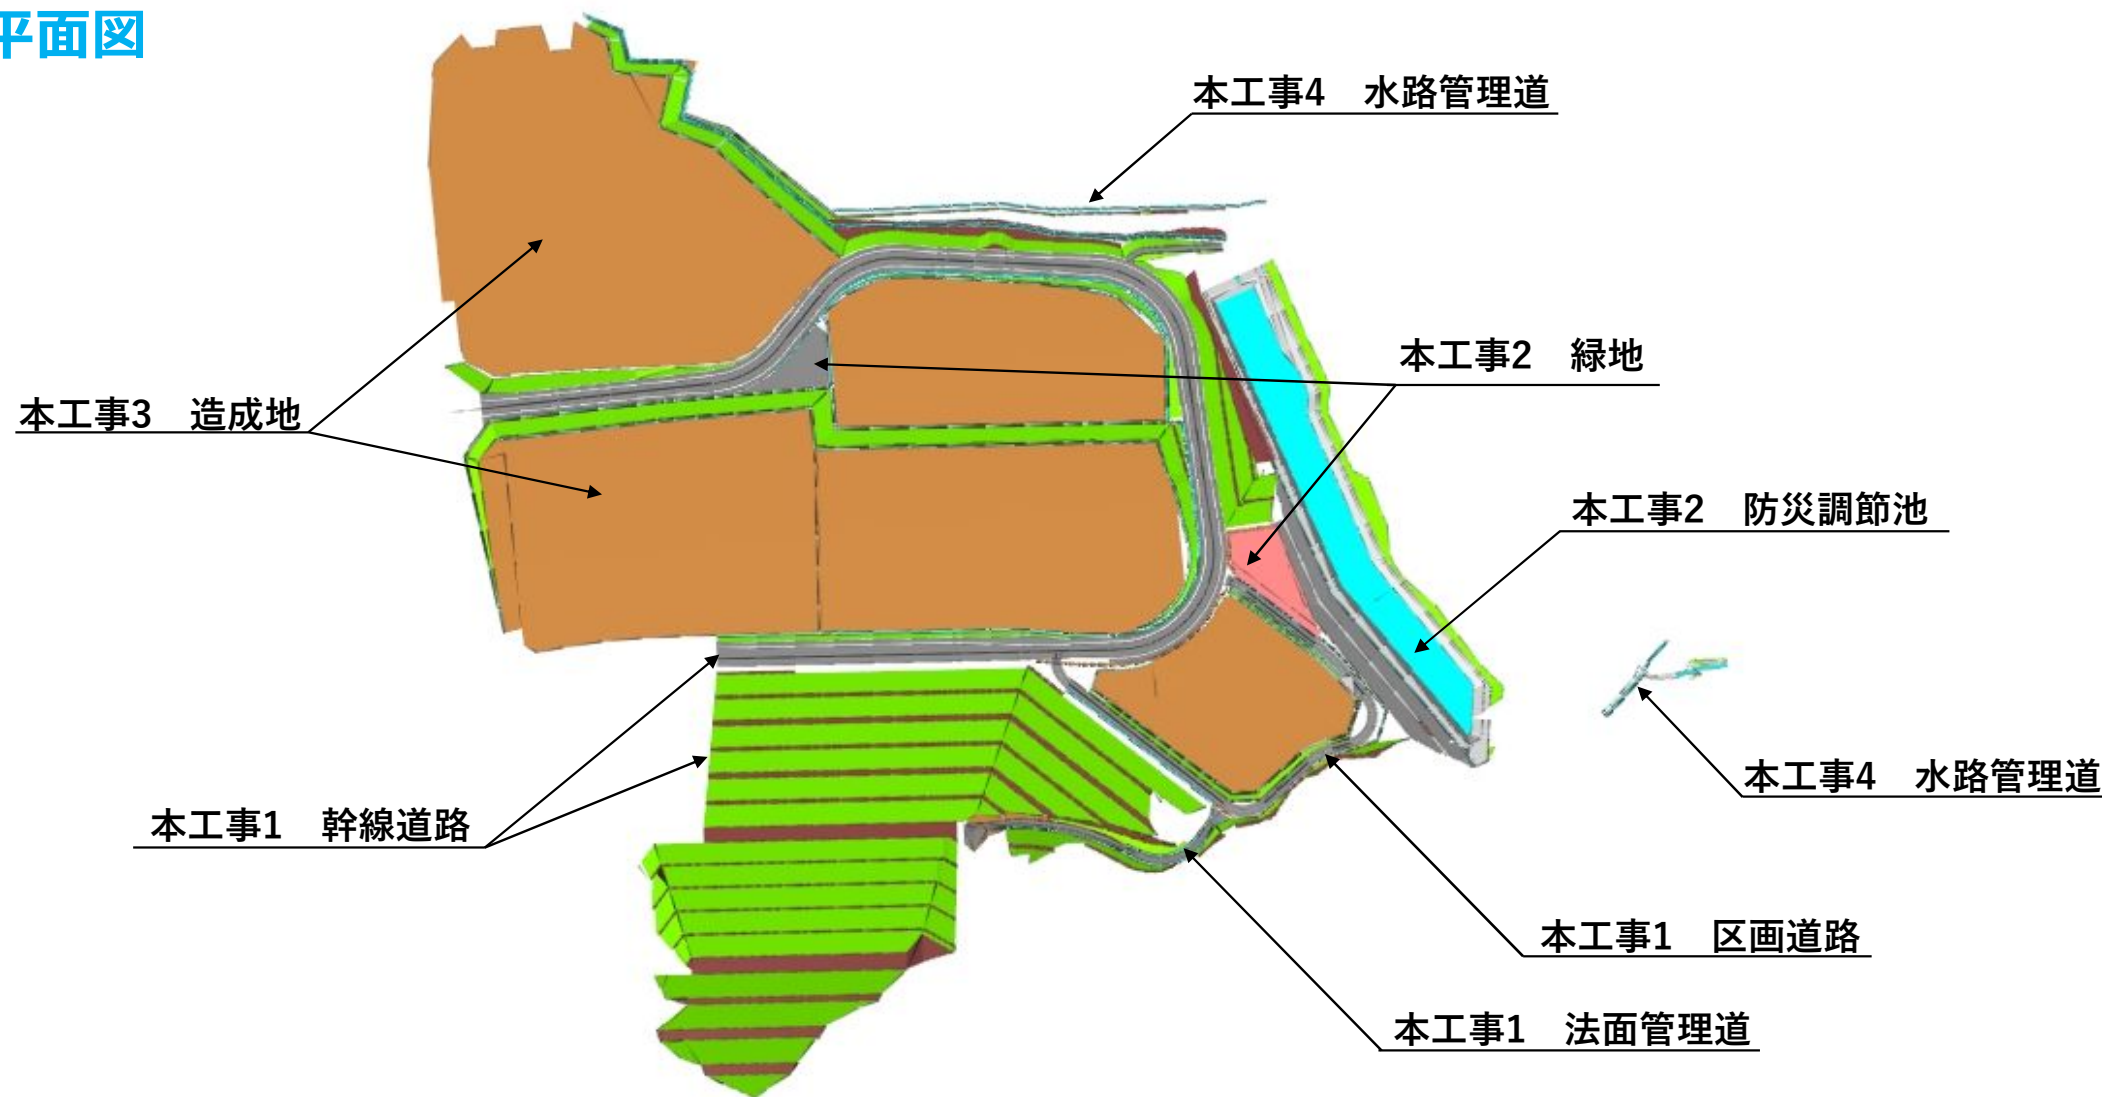 平面図
本工事4　水路管理道
本工事2　緑地
本工事3　造成地
本工事2　防災調節池
本工事4　水路管理道
本工事1　幹線道路
本工事1　区画道路
本工事1　法面管理道